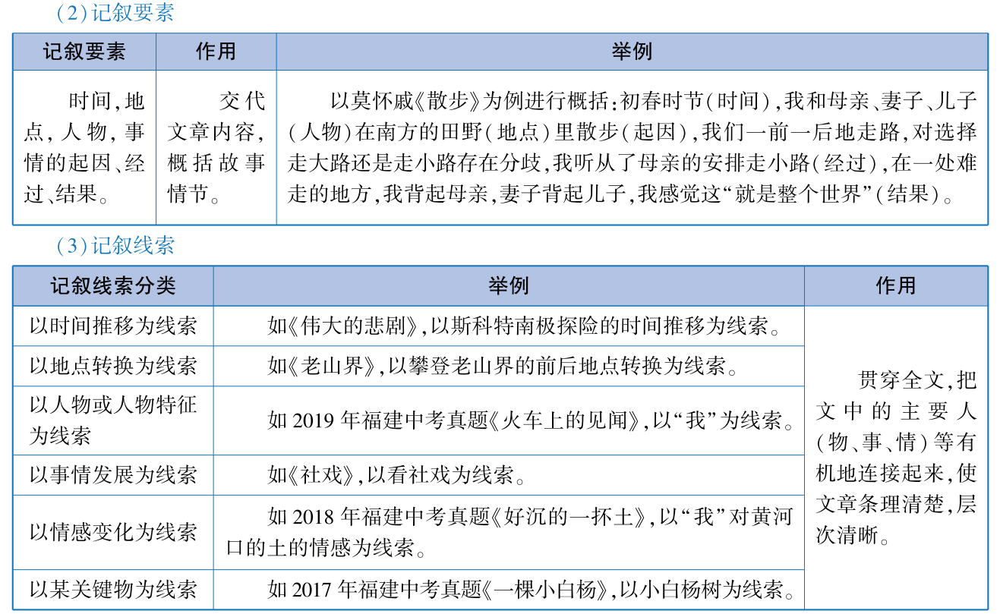 (2)记叙要素
记叙要素
作用
举例
时间,地
点,人物,事
情的起因、经
过、结果。
交代
文章内容,
概括故事
情节。
以莫怀戚《散步》为例进行概括:初春时节(时间),我和母亲、妻子、儿子
(人物)在南方的田野(地点)里散步(起因),我们一前一后地走路,对选择
走大路还是走小路存在分歧,我听从了母亲的安排走小路(经过),在一处难
走的地方,我背起母亲,妻子背起儿子,我感觉这“就是整个世界”(结果)。
(3)记叙线索
记叙线索分类
举例
作用
以时间推移为线索
如《伟大的悲剧》,以斯科特南极探险的时间推移为线索。
以地点转换为线索
如《老山界》,以攀登老山界的前后地点转换为线索。
以人物或人物特征
为线索
如 2019 年福建中考真题《火车上的见闻》,以“我”为线索。
以事情发展为线索
如《社戏》,以看社戏为线索。
以情感变化为线索
如 2018 年福建中考真题《好沉的一抔土》,以“我”对黄河
口的土的情感为线索。
以某关键物为线索
如 2017 年福建中考真题《一棵小白杨》,以小白杨树为线索。
贯穿全文,把
文中的主要人
(物、事、情)等有
机地连接起来,使
文章条理清楚,层
次清晰。